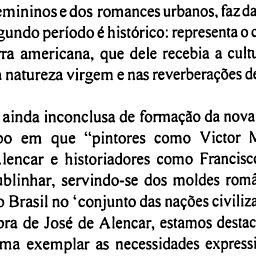 emininos e dos romances urbanos, faz da
gundo período é histórico: representa o c
rra americana, que dele recebia a cultu
natureza virgem e nas reverberações de
ainda inconclusa de formação da nova
po em que “pintores como Victor M
lencar e historiadores como Francisco
ublinhar, servindo-se dos moldes romå
o Brasil no ‘conjunto das nações civiliza
bra de José de Alencar, estamos destac
ma exemplar as necessidades expressi